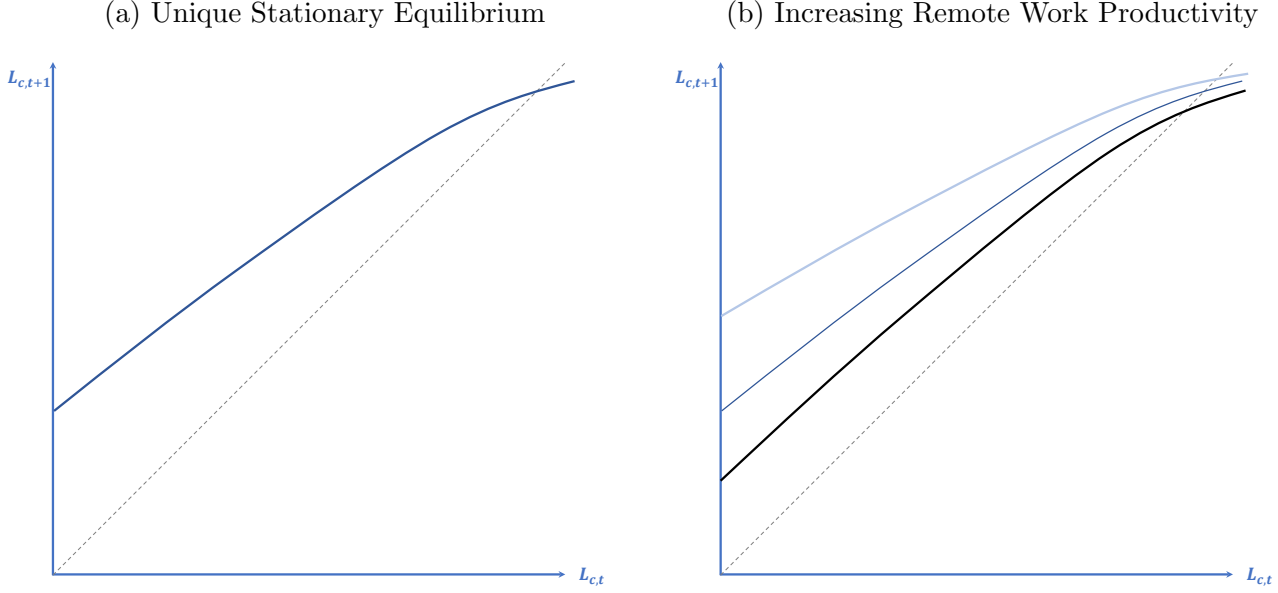 (a) Unique Stationary Equilibrium
(b) Increasing Remote Work Productivity
L_{c,t+1}
L_{c,t+1}
L_{c,t}
L_{c,t}